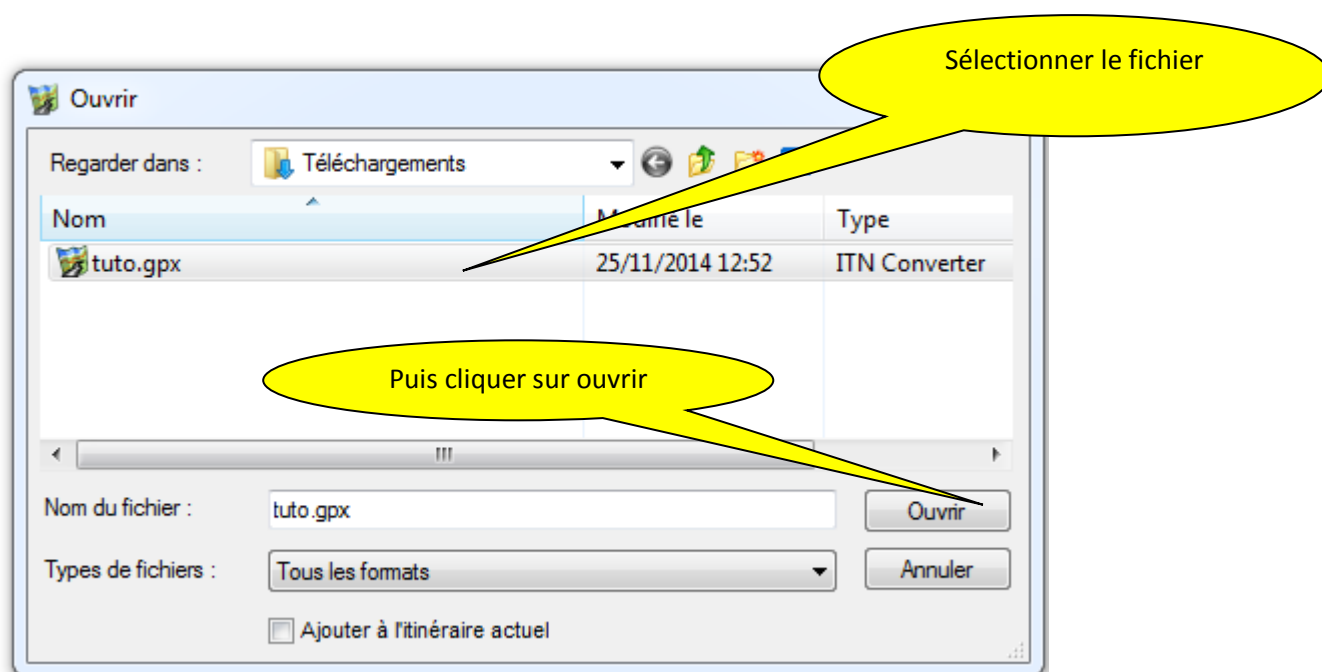 Sélectionner le fichier
Ouvrir
Regarder dans :
Téléchargements
Nom
Modifié le
Type
tuto.gpx
25/11/2014 12:52
ITN Converter
Puis cliquer sur ouvrir
Nom du fichier :
tuto.gpx
Ouvrir
Types de fichiers :
Tous les formats
Annuler
Ajouter à l'itinéraire actuel